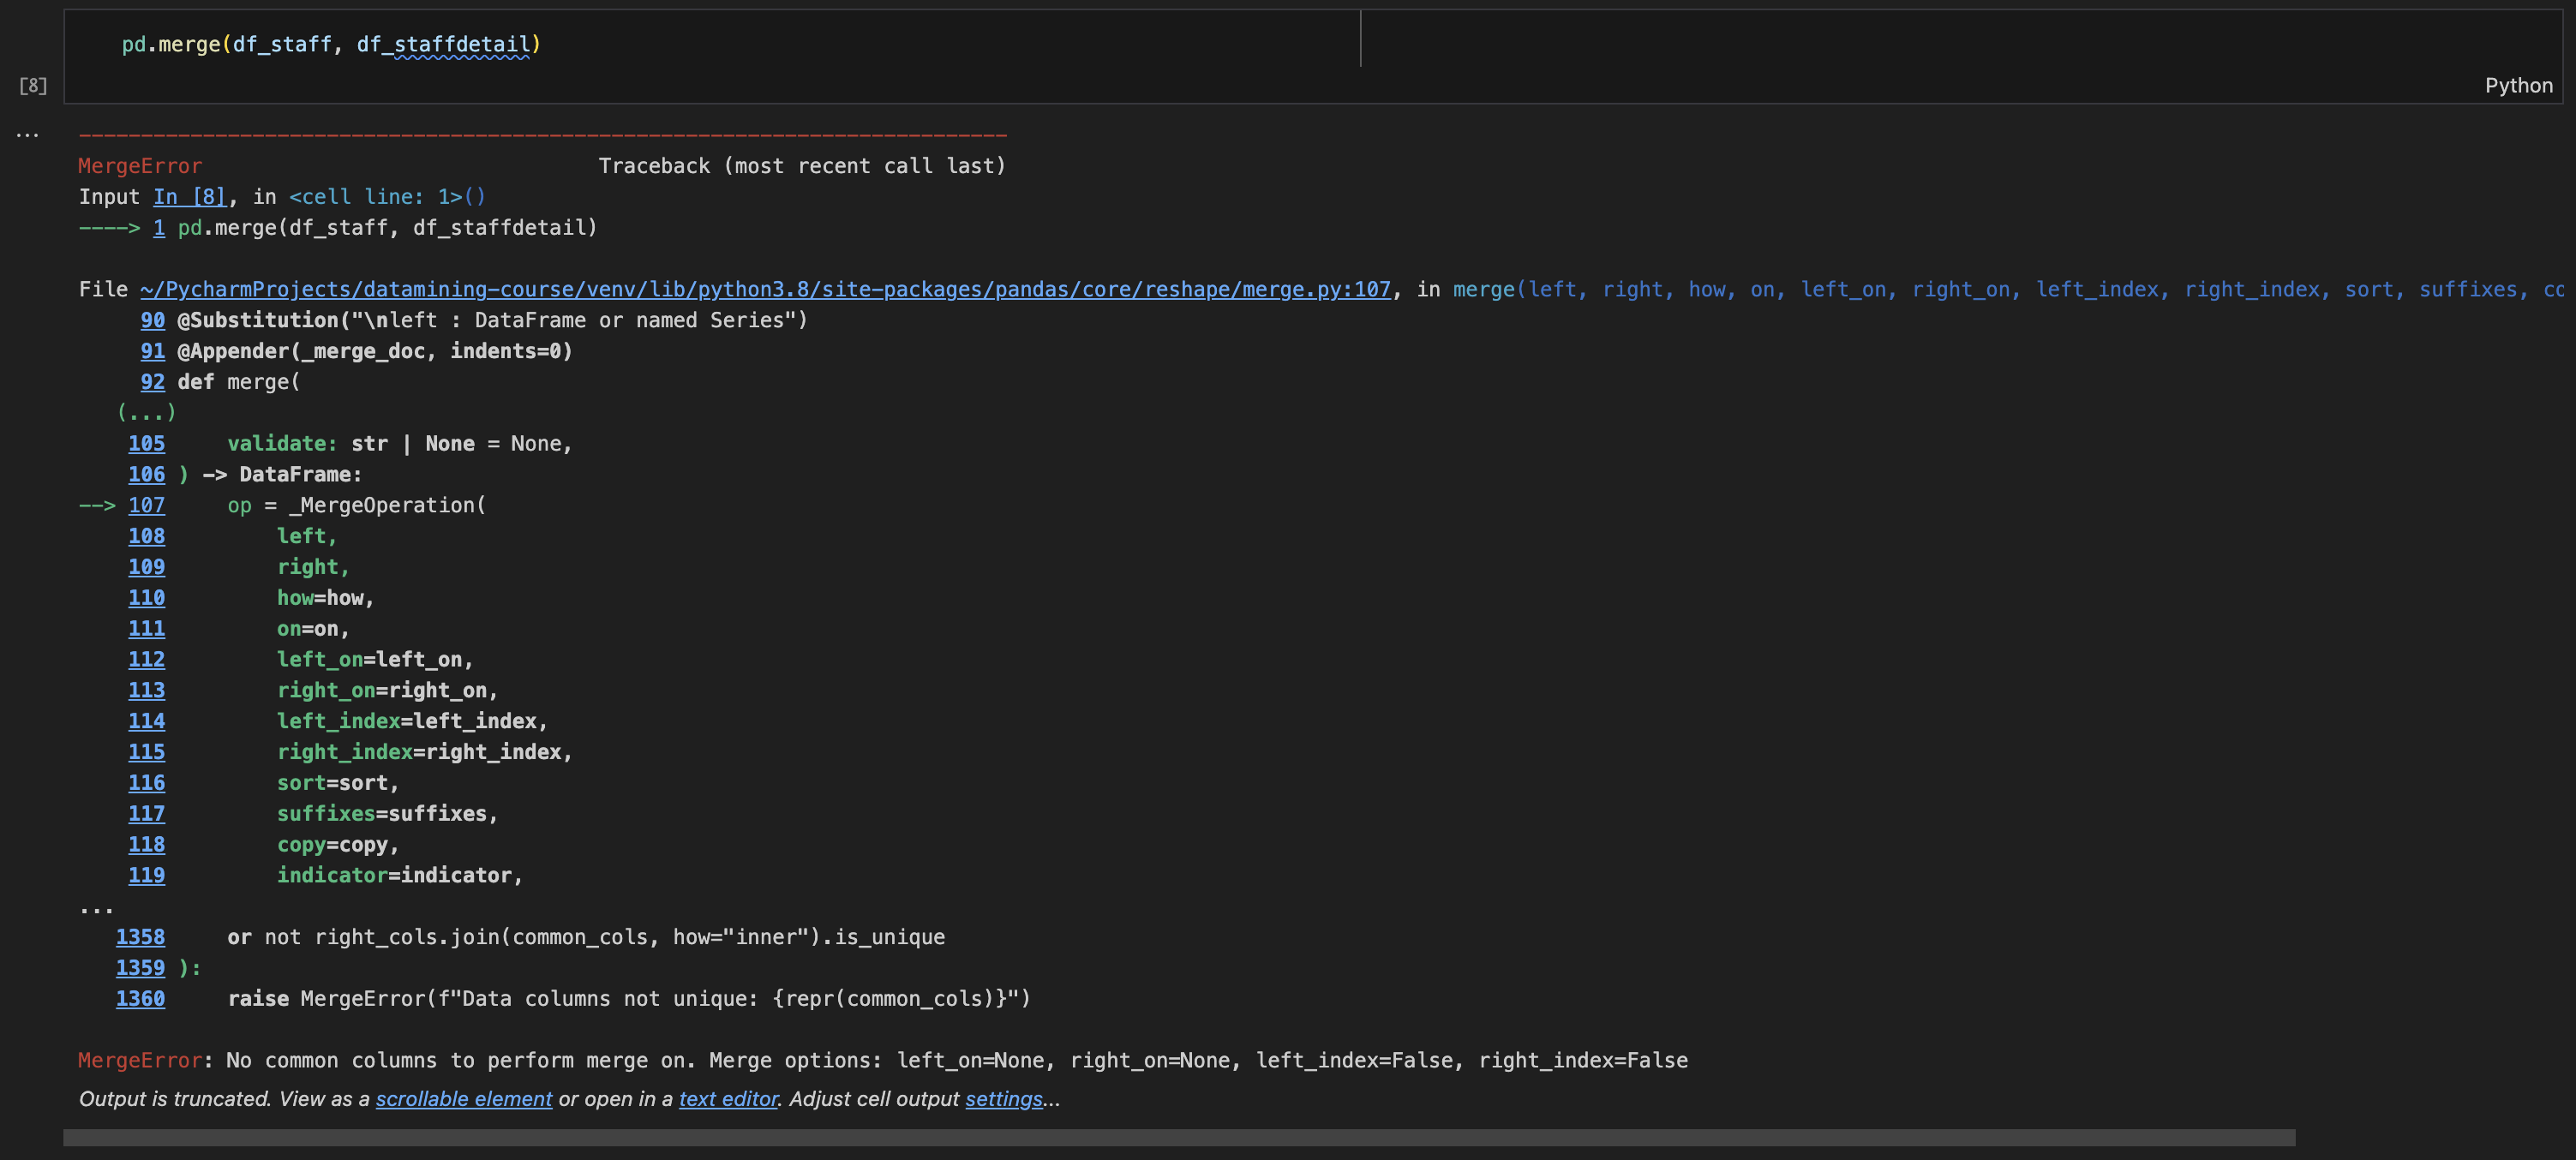 pd.merge(df_staff, df_staffdetail)
[8]
Python
...
---------------------------------------------------------------------------
MergeError                                Traceback (most recent call last)
Input In [8], in <cell line: 1>()
----> 1 pd.merge(df_staff, df_staffdetail)
File ~/PycharmProjects/datamining-course/venv/lib/python3.8/site-packages/pandas/core/reshape/merge.py:107, in merge(left, right, how, on, left_on, right_on, left_index, right_index, sort, suffixes, co
     90 @Substitution("\nleft : DataFrame or named Series")
     91 @Appender(_merge_doc, indents=0)
     92 def merge(
   (...)
    105     validate: str | None = None,
    106 ) -> DataFrame:
--> 107     op = _MergeOperation(
    108         left,
    109         right,
    110         how=how,
    111         on=on,
    112         left_on=left_on,
    113         right_on=right_on,
    114         left_index=left_index,
    115         right_index=right_index,
    116         sort=sort,
    117         suffixes=suffixes,
    118         copy=copy,
    119         indicator=indicator,
...
   1358     or not right_cols.join(common_cols, how="inner").is_unique
   1359 ):
   1360     raise MergeError(f"Data columns not unique: {repr(common_cols)}")
MergeError: No common columns to perform merge on. Merge options: left_on=None, right_on=None, left_index=False, right_index=False
Output is truncated. View as a scrollable element or open in a text editor. Adjust cell output settings...